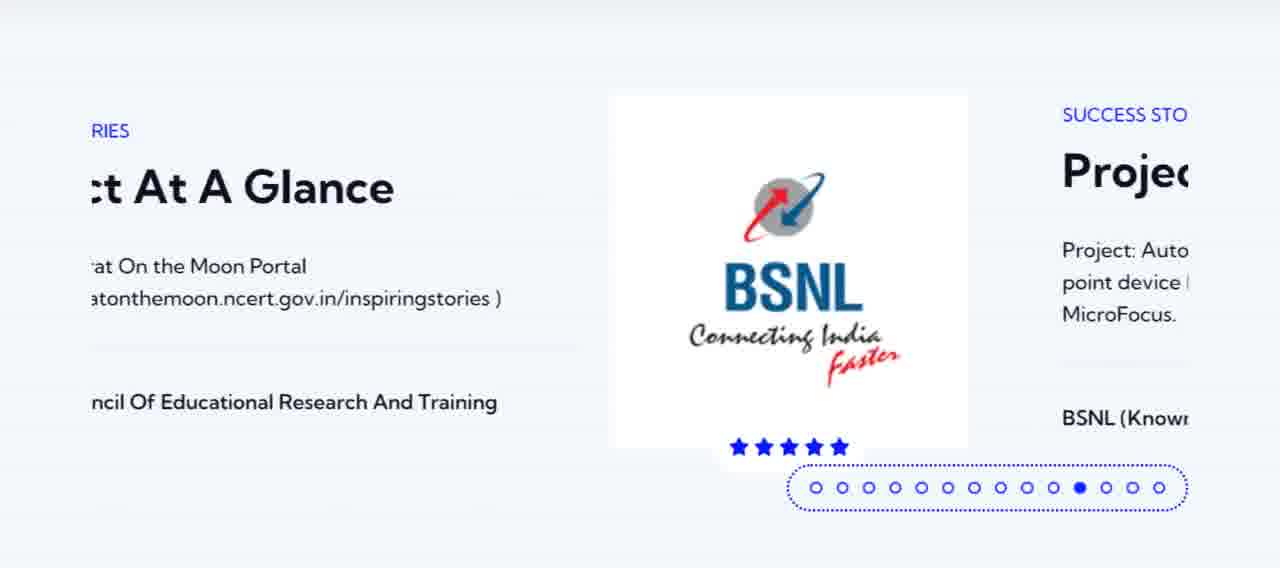 RIES
ct At A Glance
rat On the Moon Portal
atonthemoon.ncert.gov.in/inspiringstories )
ncil Of Educational Research And Training
BSNL
Connecting India
Faster
SUCCESS STO
Projec
Project: Auto
point device
MicroFocus.
BSNL (Known